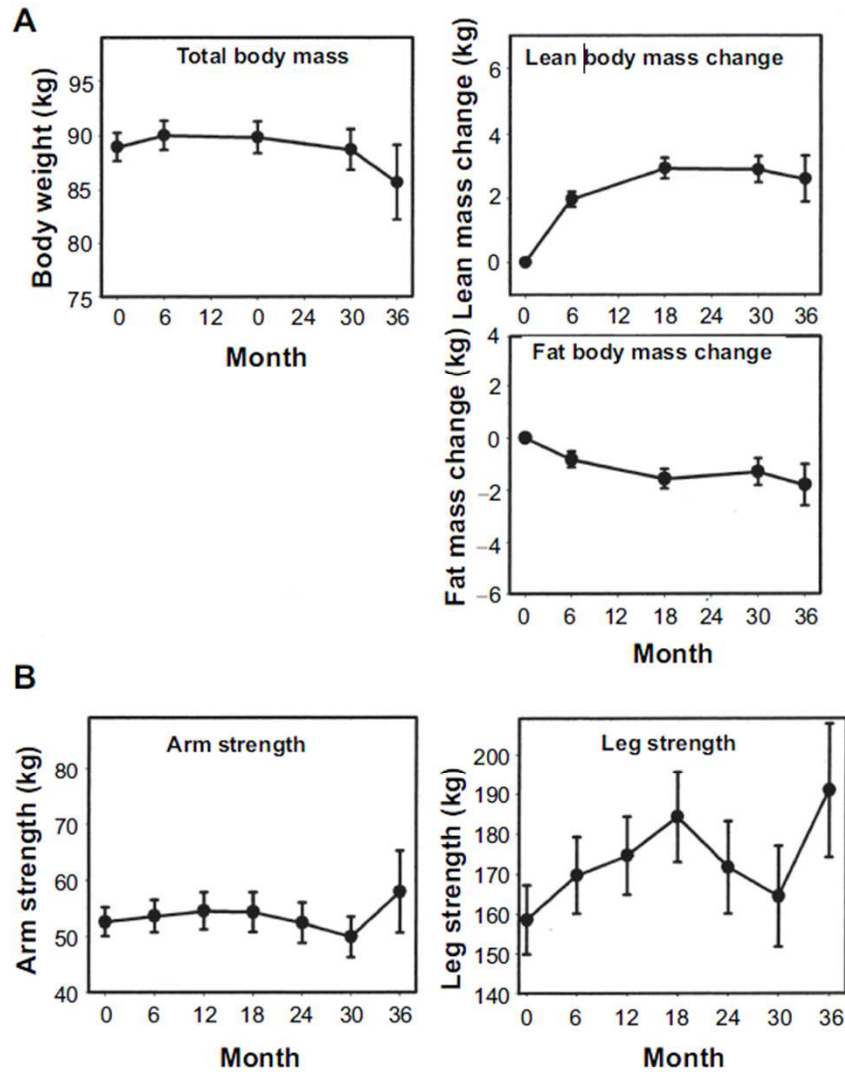 A
Total body mass
Body weight (kg)
95
90
85
80
75
0 6 12 0 24 30 36
Month
Lean body mass change
Lean mass change (kg)
6
4
2
0
0 6 12 18 24 30 36
Fat body mass change
Fat mass change (kg)
4
2
0
−2
−4
−6
0 6 12 18 24 30 36
Month
B
Arm strength
Arm strength (kg)
80
70
60
50
40
0 6 12 18 24 30 36
Month
Leg strength
Leg strength (kg)
200
190
180
170
160
150
140
0 6 12 18 24 30 36
Month